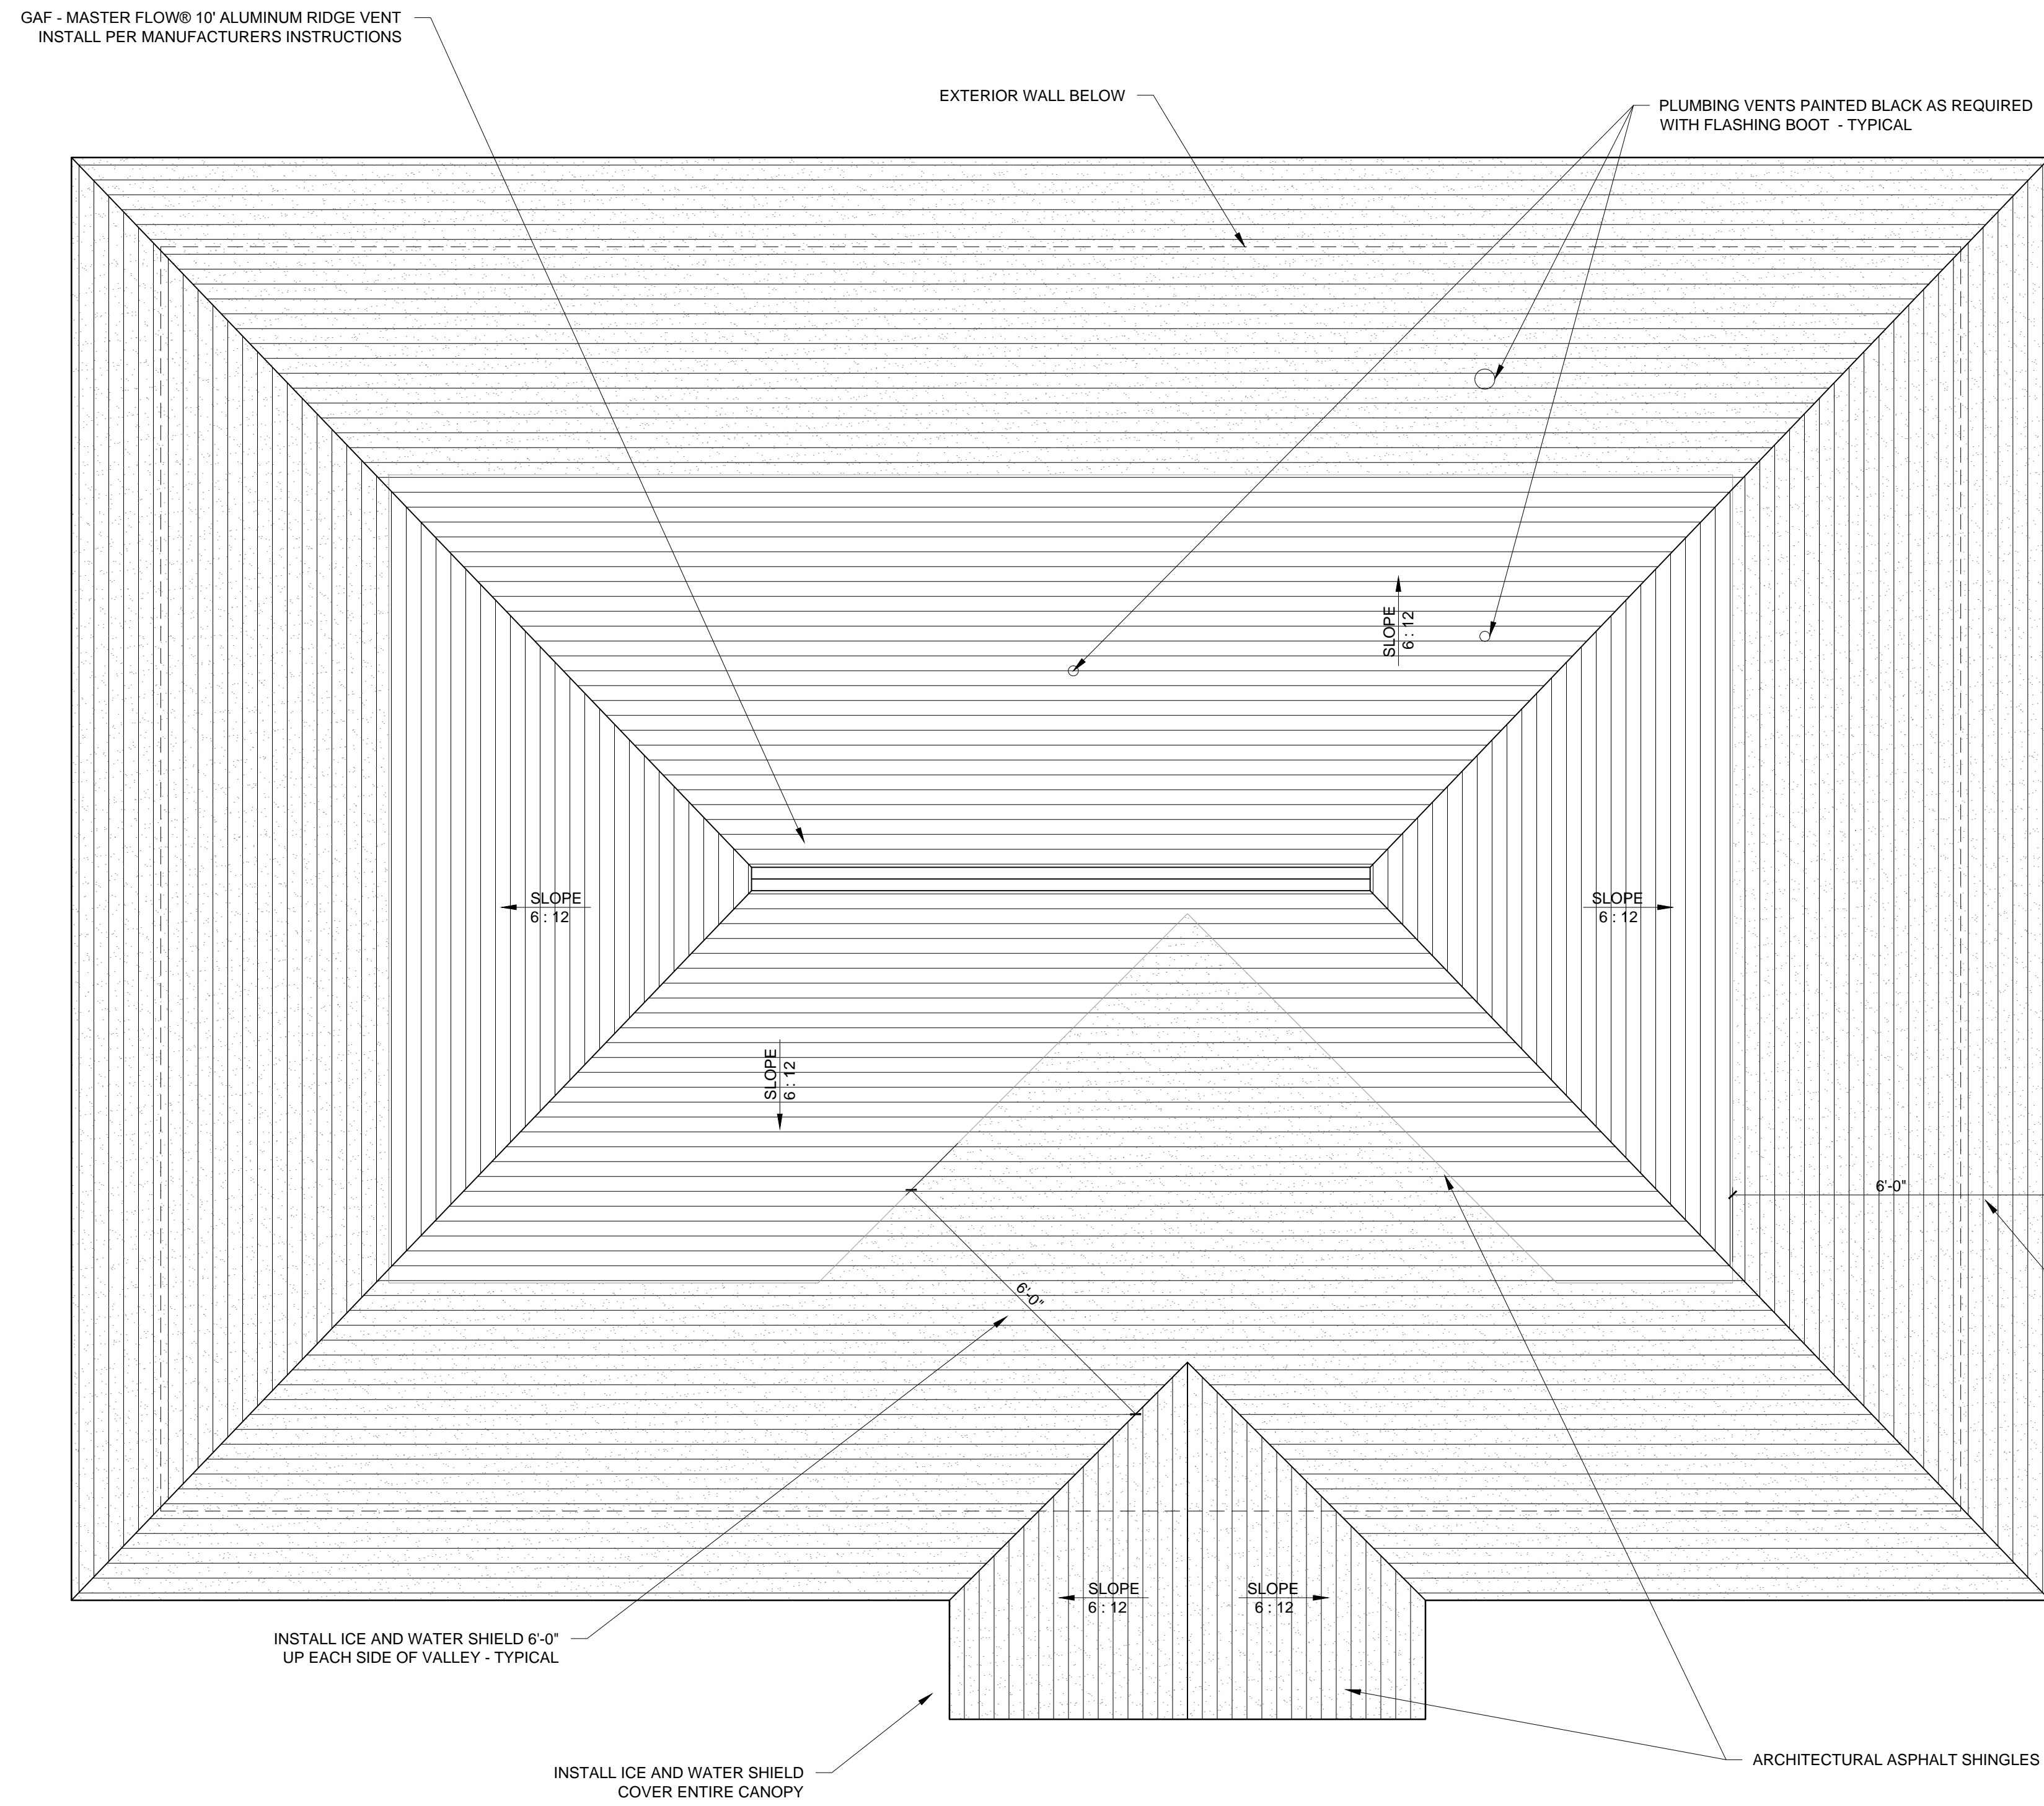 GAF - MASTER FLOW® 10' ALUMINUM RIDGE VENT
INSTALL PER MANUFACTURERS INSTRUCTIONS
EXTERIOR WALL BELOW
PLUMBING VENTS PAINTED BLACK AS REQUIRED
WITH FLASHING BOOT - TYPICAL
SLOPE
6 : 12
SLOPE
6 : 12
SLOPE
6 : 12
SLOPE
6 : 12
6'-0"
6'-0"
SLOPE
6 : 12
SLOPE
6 : 12
INSTALL ICE AND WATER SHIELD 6'-0"
UP EACH SIDE OF VALLEY - TYPICAL
INSTALL ICE AND WATER SHIELD
COVER ENTIRE CANOPY
ARCHITECTURAL ASPHALT SHINGLES